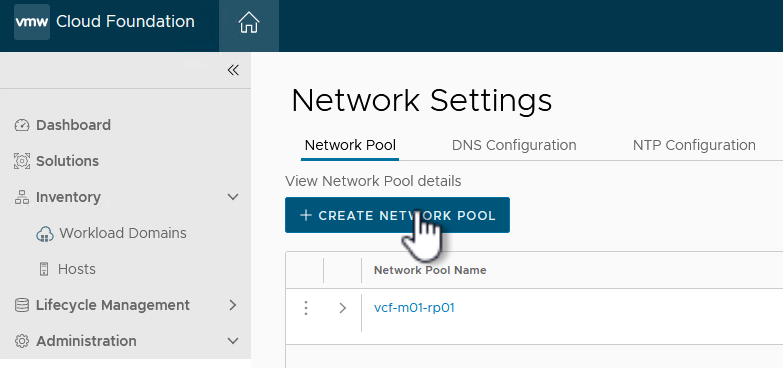 vmw Cloud Foundation
Network Settings
Dashboard
Solutions
Inventory
Workload Domains
Hosts
Lifecycle Management
Administration
Network Pool DNS Configuration NTP Configuration
View Network Pool details
+ CREATE NETWORK POOL
Network Pool Name
vcf-m01-rp01